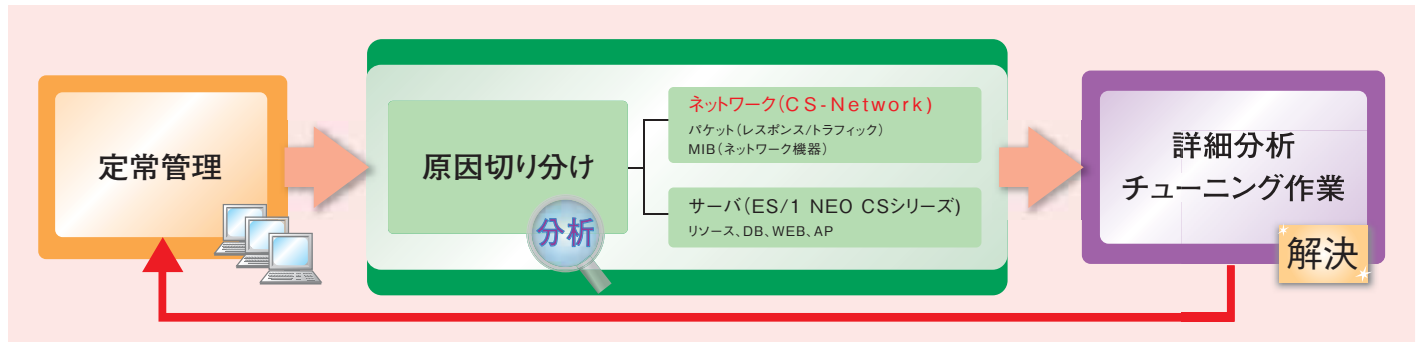 定常管理
原因切り分け
分析
ネットワーク(CS-Network)
パケット(レスポンス/トラフィック)
MIB(ネットワーク機器)
サーバ(ES/1 NEO CSシリーズ)
リソース、DB、WEB、AP
詳細分析
チューニング作業
解決